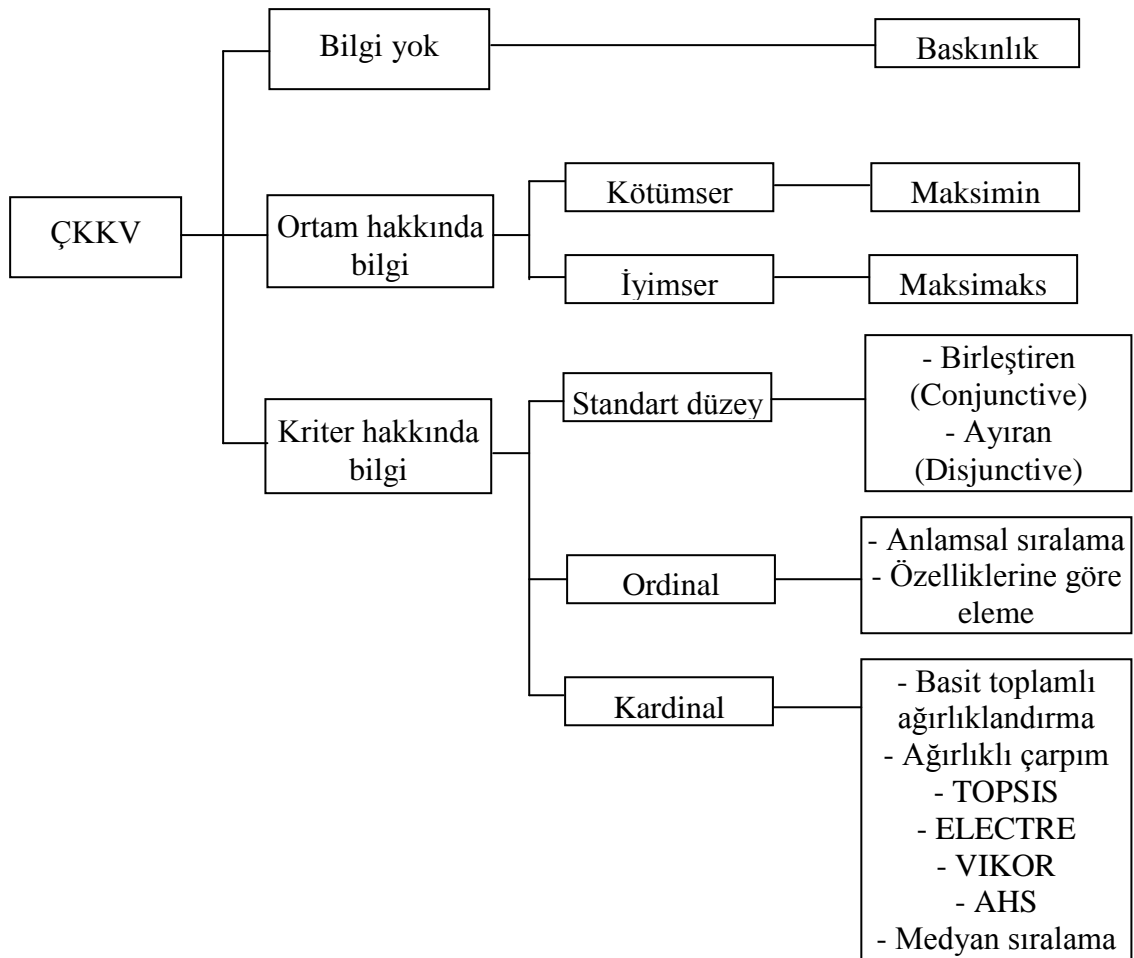 Bilgi yok
Baskınlık
ÇKKV
Ortam hakkında
bilgi
Kötümser
Maksimin
İyimser
Maksimaks
Kriter hakkında
bilgi
Standart düzey
- Birleştiren
(Conjunctive)
- Ayıran
(Disjunctive)
Ordinal
- Anlamsal sıralama
- Özelliklerine göre
eleme
Kardinal
- Basit toplamlı
ağırlıklandırma
- Ağırlıklı çarpım
- TOPSIS
- ELECTRE
- VIKOR
- AHS
- Medyan sıralama